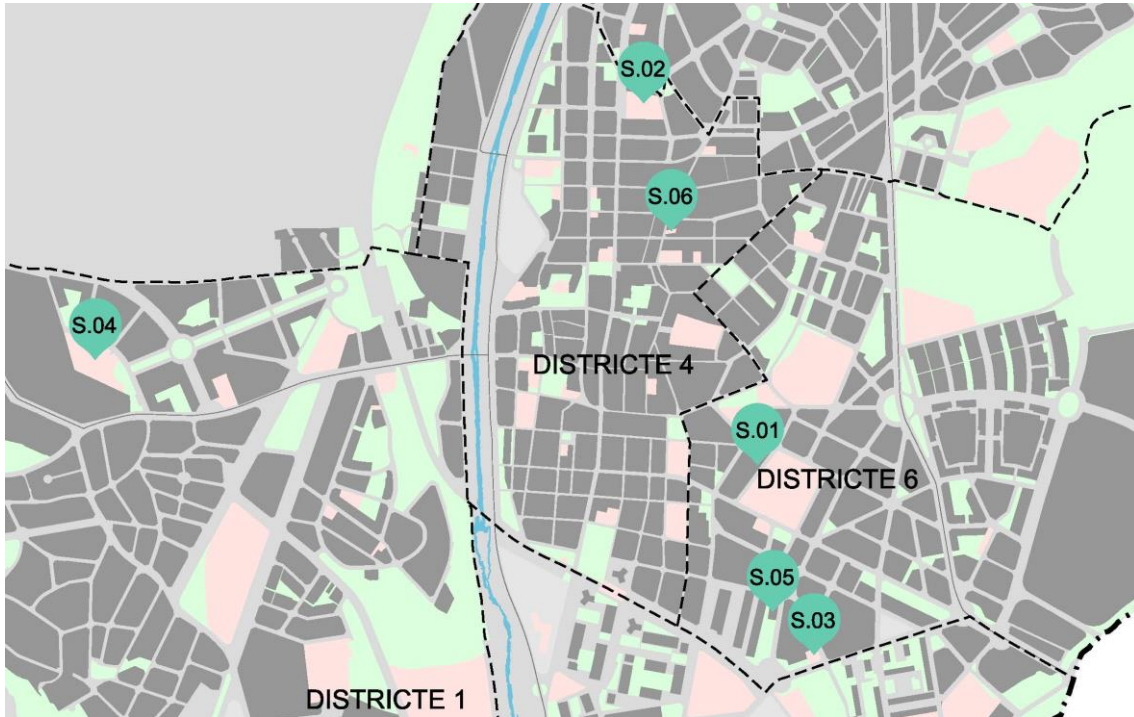 S.02
S.06
S.04
DISTRICTE 4
S.01
DISTRICTE 6
S.05
S.03
DISTRICTE 1